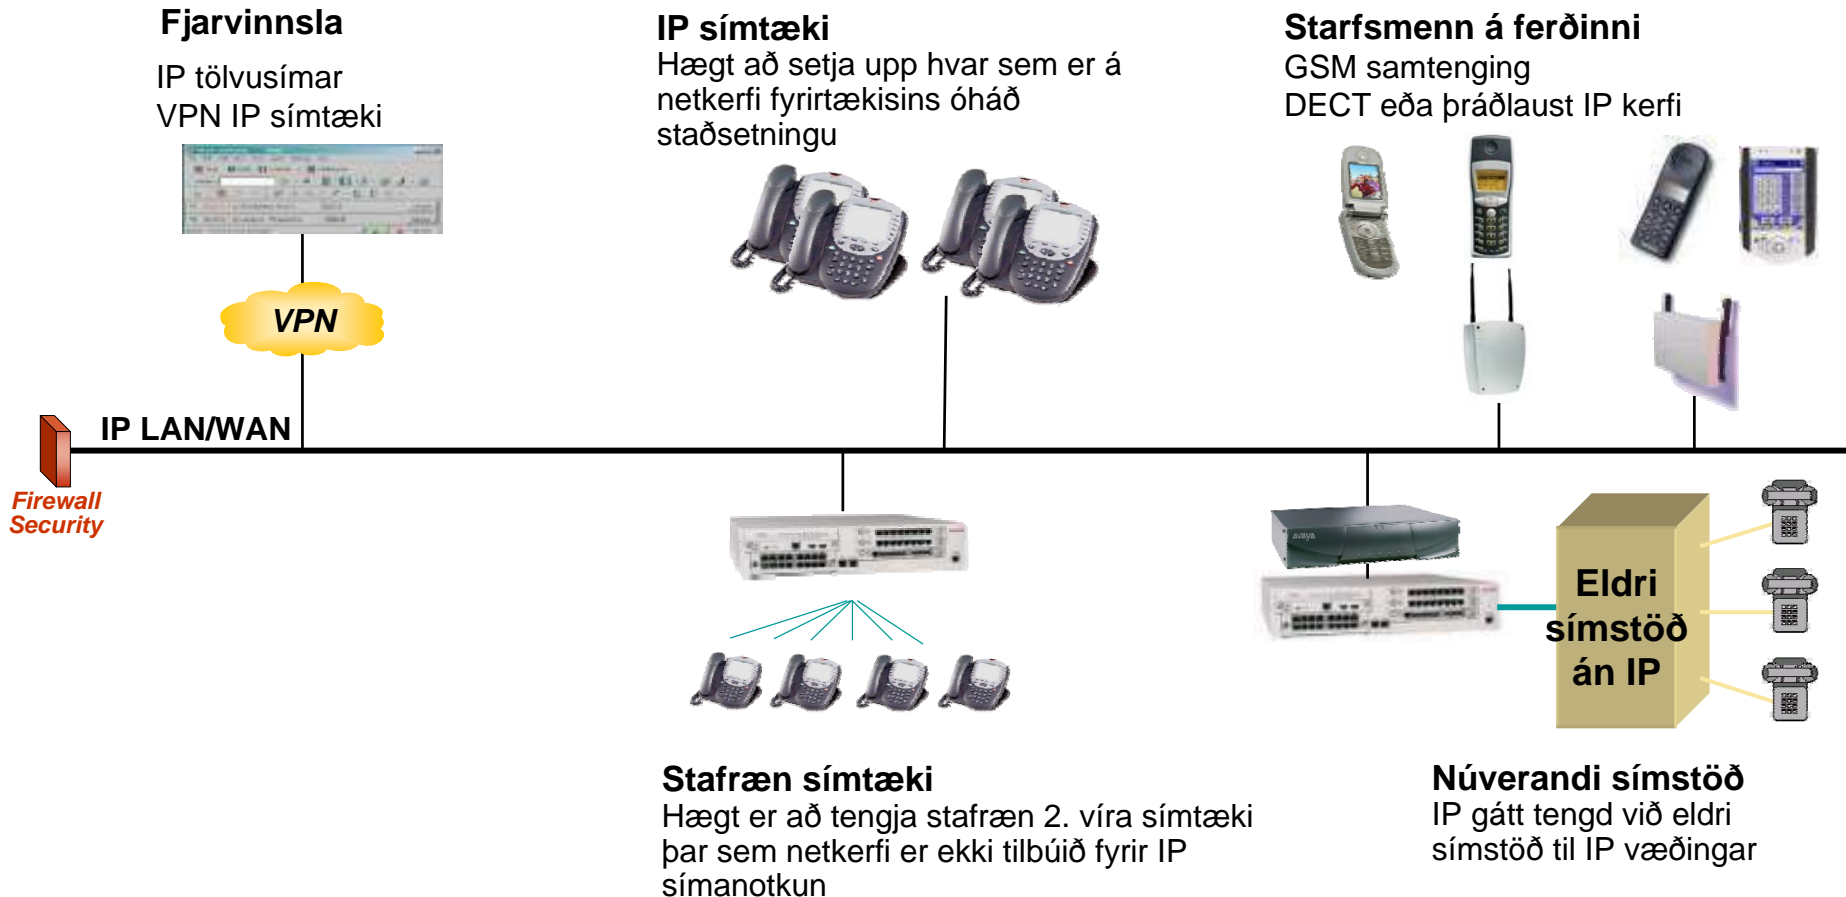 Fjarvinnsla
IP tölvusímar
VPN IP símtæki
IP símtæki
Hægt að setja upp hvar sem er á
netkerfi fyrirtækisins óháð
staðsetningu
Starfsmenn á ferðinni
GSM samtenging
DECT eða þráðlaust IP kerfi
VPN
IP LAN/WAN
Firewall
Security
AVAYA
Eldri
símstöð
án IP
Stafræn símtæki
Hægt er að tengja stafræn 2. víra símtæki
þar sem netkerfi er ekki tilbúið fyrir IP
símanotkun
Núverandi símstöð
IP gátt tengd við eldri
símstöð til IP væðingar